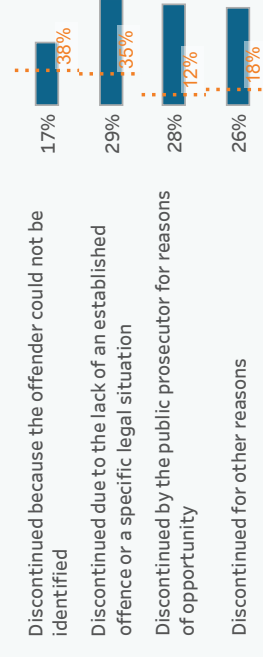 38%
35%
12%
18%
17%
29%
28%
26%
Discontinued because the offender could not be
identified
Discontinued due to the lack of an established
offence or a specific legal situation
Discontinued by the public prosecutor for reasons
of opportunity
Discontinued for other reasons